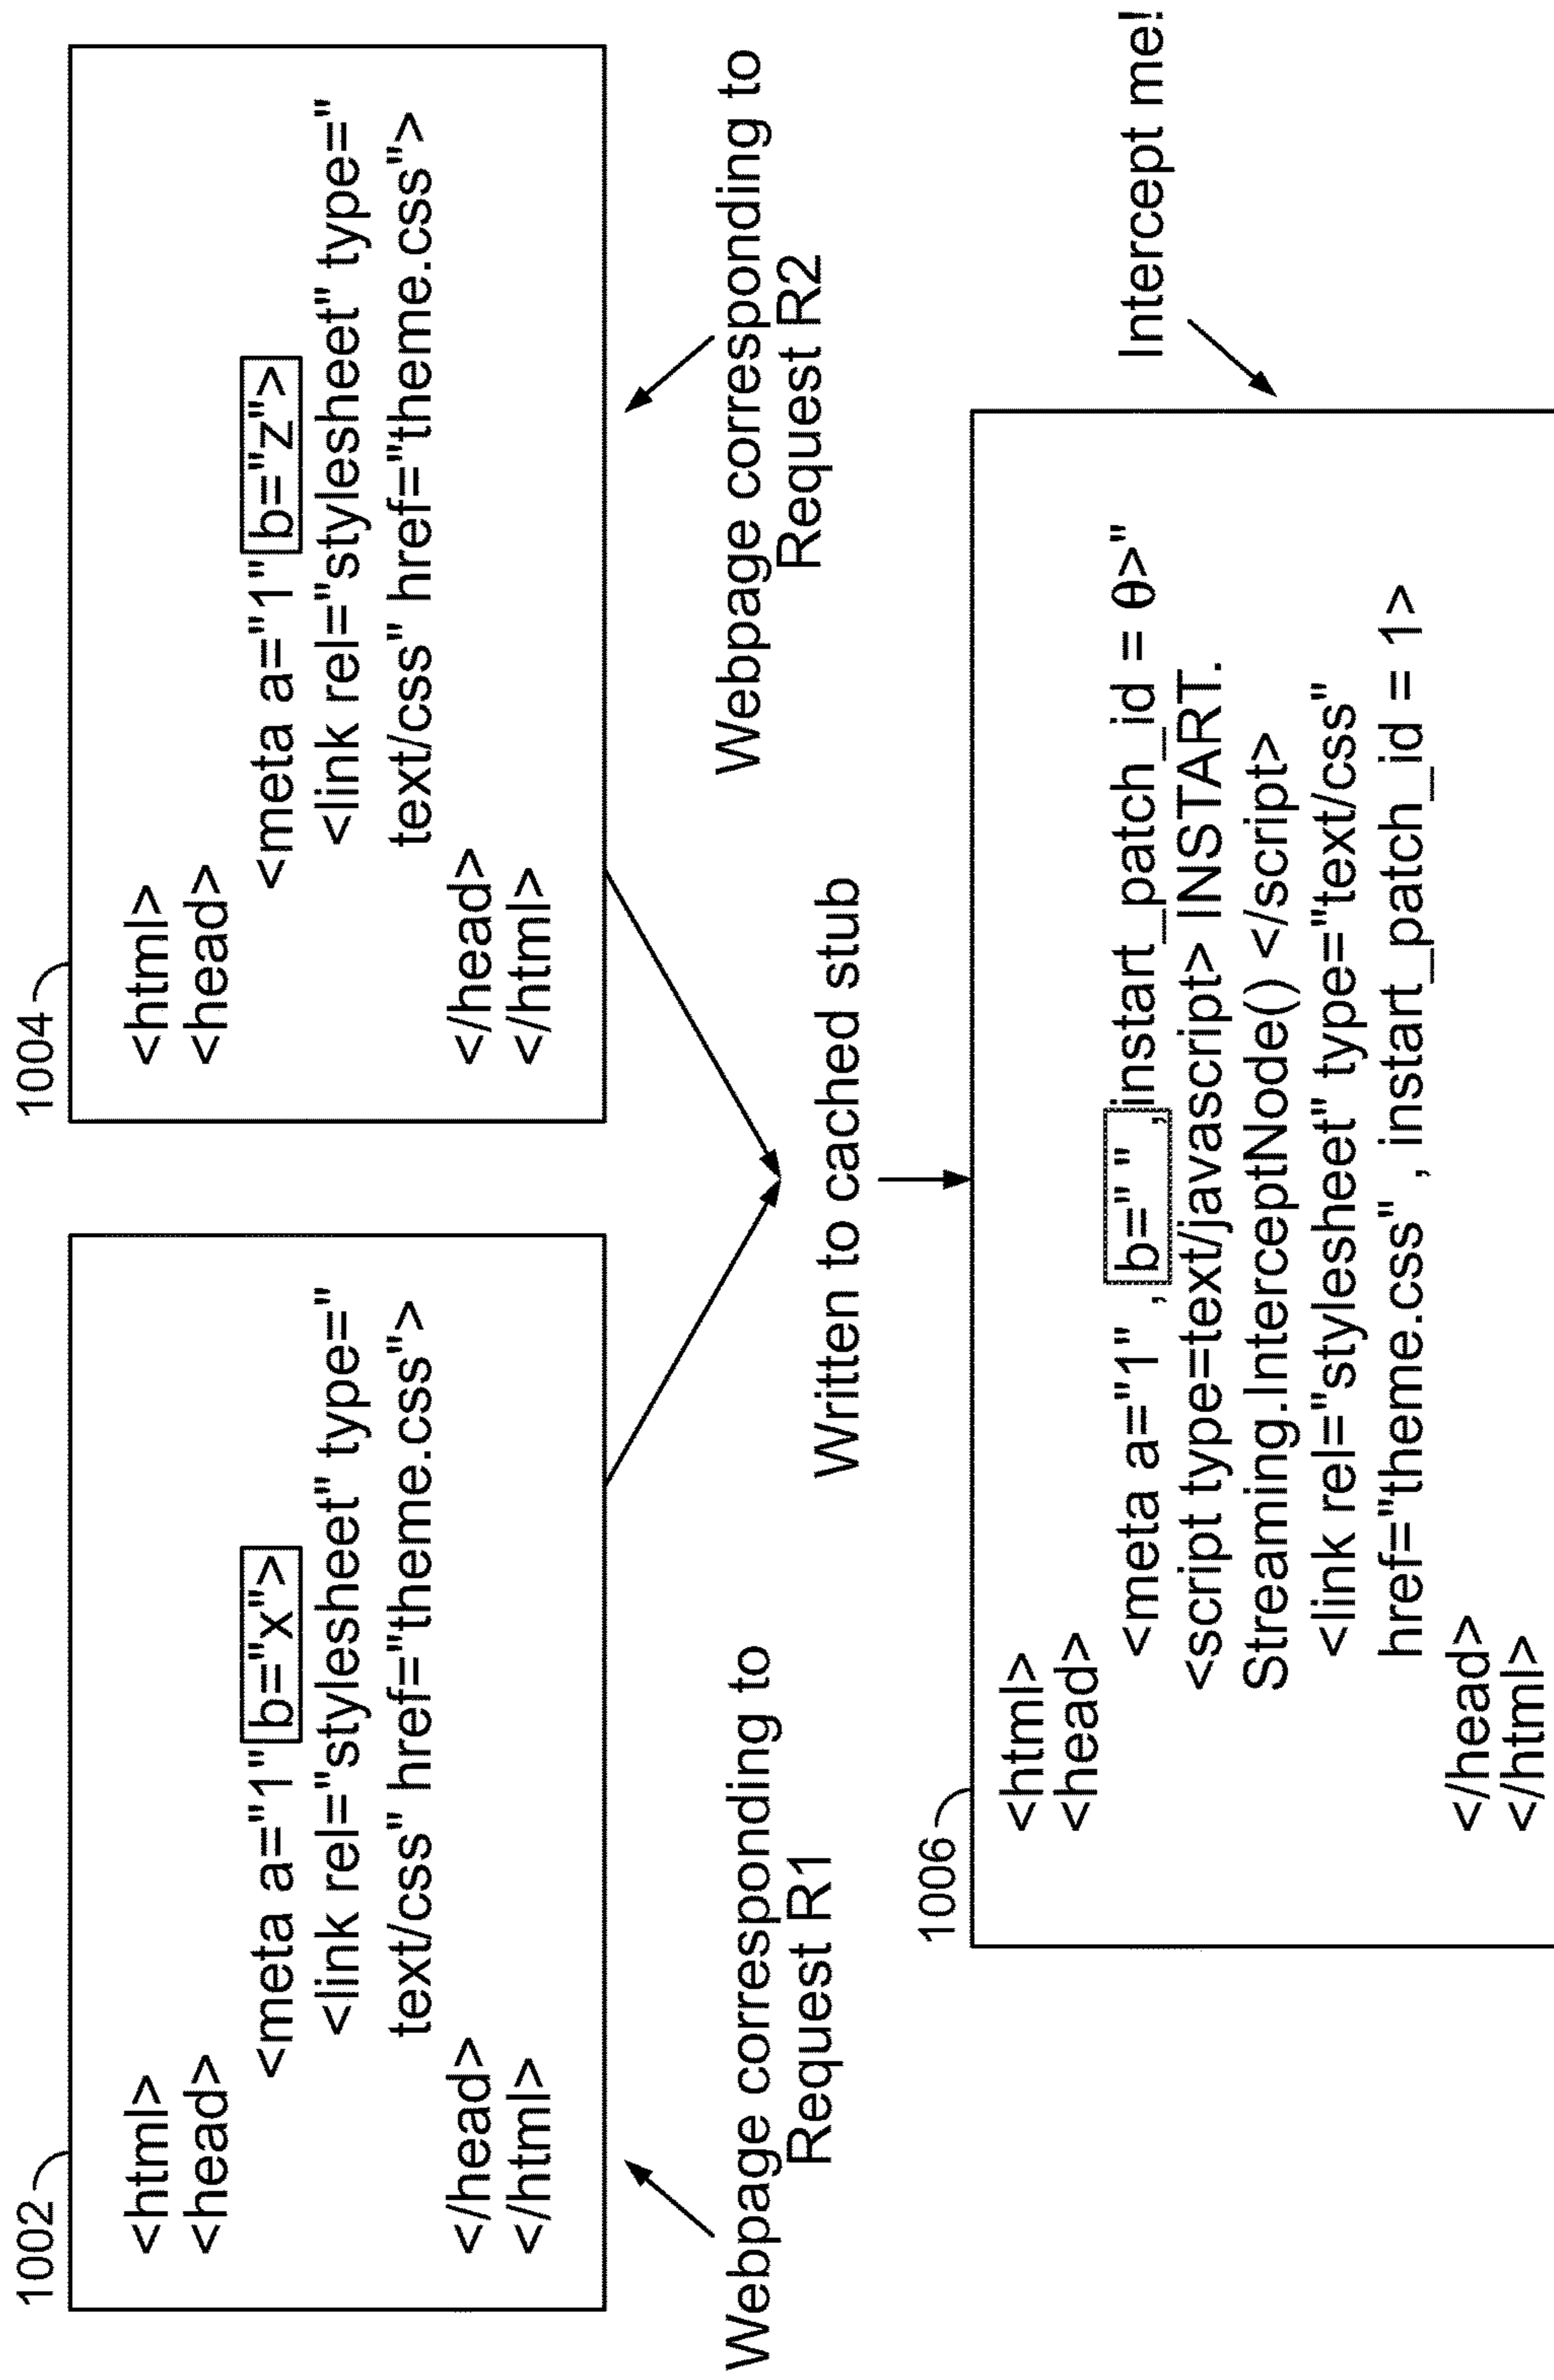 1002
<html>
<head>
<meta a="1" b="x">
<link rel="stylesheet" type="
text/css" href="theme.css">
</head>
</html>
Webpage corresponding to
Request R1
1004
<html>
<head>
<meta a="1" b="z">
<link rel="stylesheet" type="
text/css" href="theme.css">
</head>
</html>
Webpage corresponding to
Request R2
Written to cached stub
1006
<html>
<head>
<meta a="1" , b=" " , instart_patch_id = θ>"
<script type=text/javascript> INSTART.
Streaming.InterceptNode() </script>
<link rel="stylesheet" type="text/css"
href="theme.css" , instart_patch_id = 1>
</head>
</html>
Intercept me!